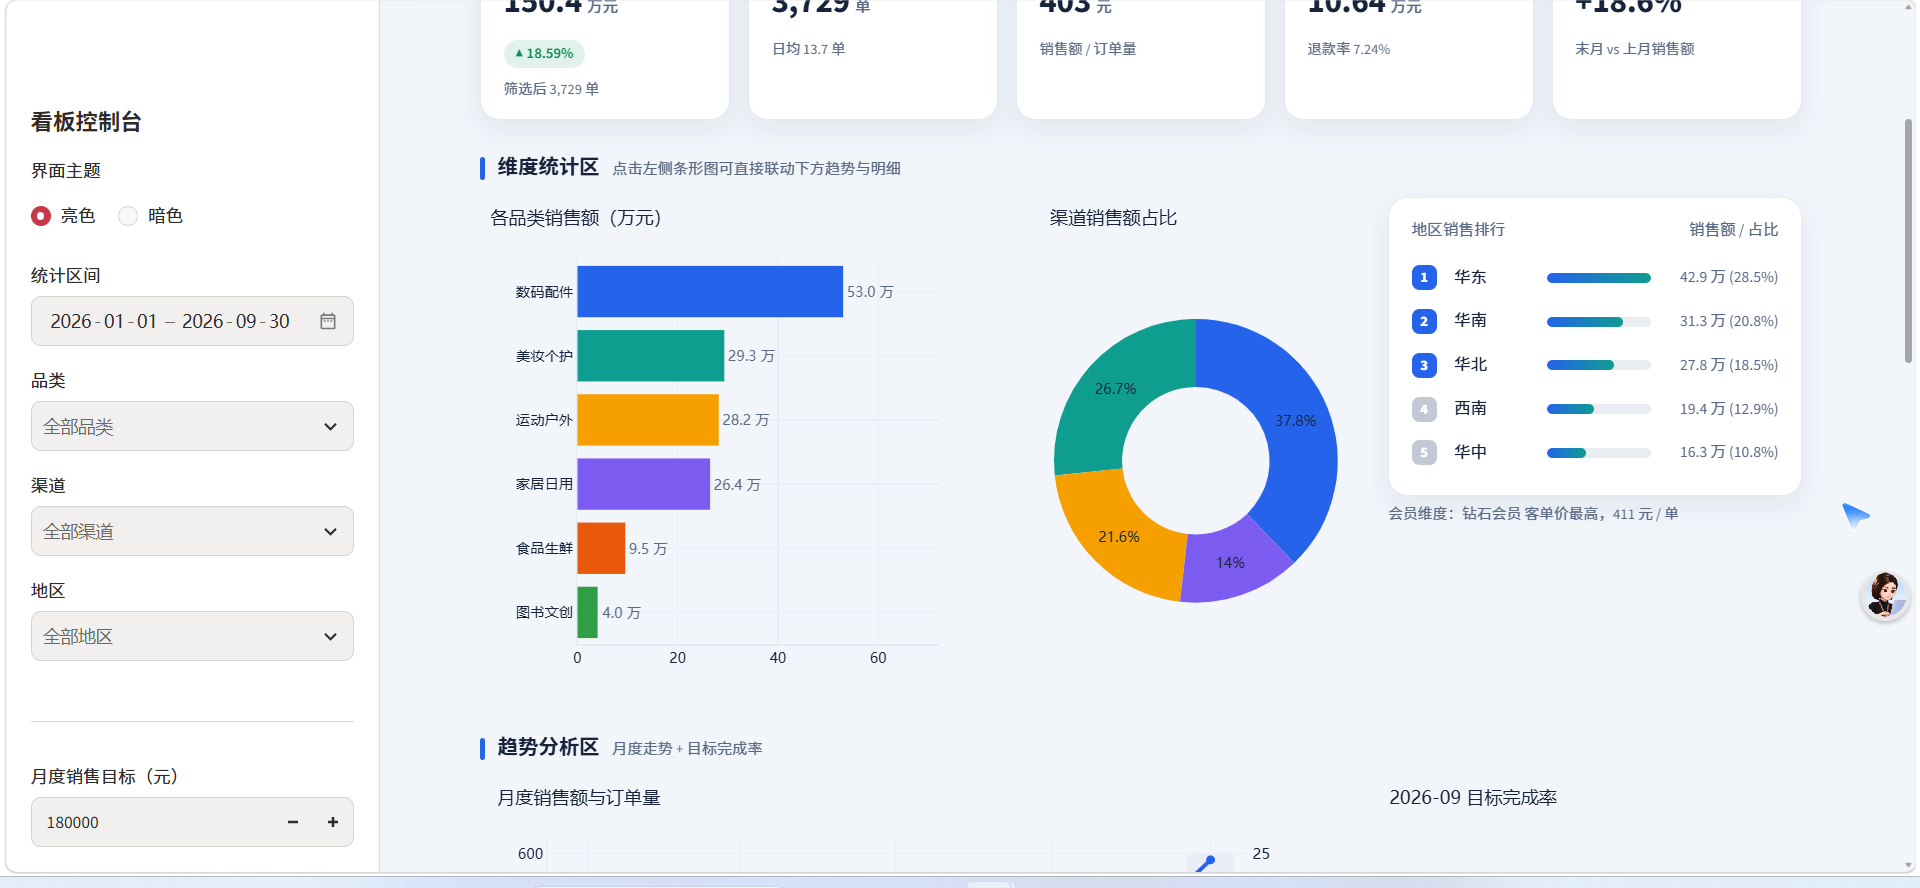 看板控制台
界面主题
亮色 暗色
统计区间
2026-01-01 – 2026-09-30
品类
全部品类
渠道
全部渠道
地区
全部地区
月度销售目标（元）
180000
150.4 万元
▲ 18.59%
筛选后 3,729 单
3,729 单
日均 13.7 单
403 元
销售额 / 订单量
10.64 万元
退款率 7.24%
+18.6%
末月 vs 上月销售额
维度统计区 点击左侧条形图可直接联动下方趋势与明细
各品类销售额（万元）
数码配件 53.0 万
美妆个护 29.3 万
运动户外 28.2 万
家居日用 26.4 万
食品生鲜 9.5 万
图书文创 4.0 万
0 20 40 60
渠道销售额占比
26.7%
37.8%
21.6%
14%
地区销售排行 销售额 / 占比
1 华东 42.9 万 (28.5%)
2 华南 31.3 万 (20.8%)
3 华北 27.8 万 (18.5%)
4 西南 19.4 万 (12.9%)
5 华中 16.3 万 (10.8%)
会员维度：钻石会员 客单价最高，411 元 / 单
趋势分析区 月度走势 + 目标完成率
月度销售额与订单量
600
25
2026-09 目标完成率